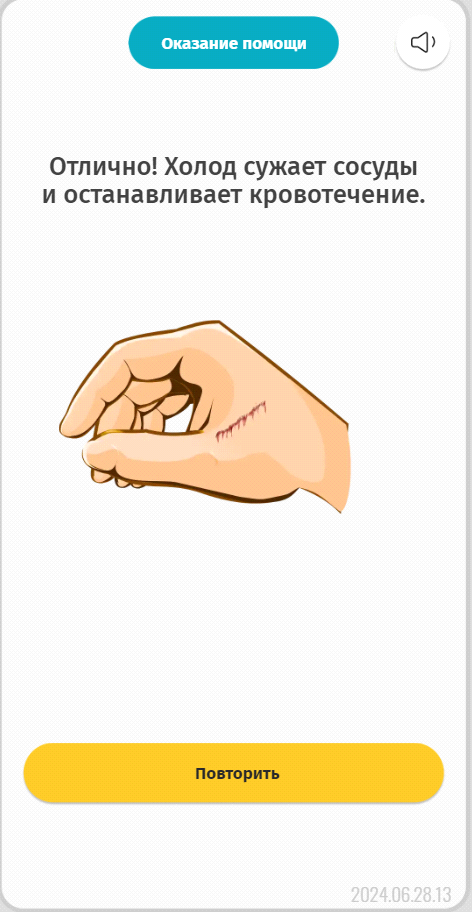 Оказание помощи
Отлично! Холод сужает сосуды
и останавливает кровотечение.
Повторить
2024.06.28.13